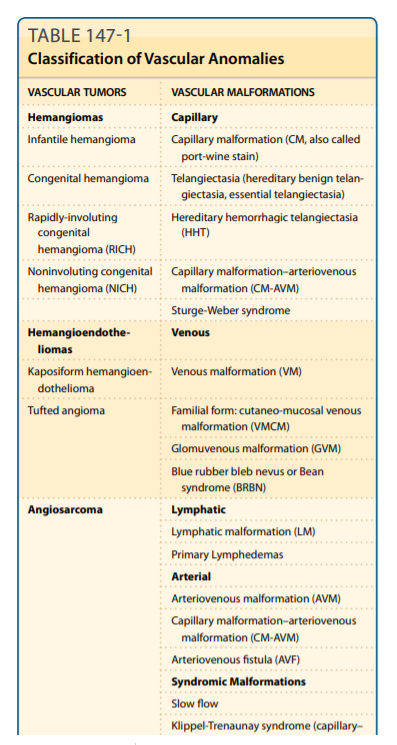 TABLE 147-1
Classification of Vascular Anomalies
VASCULAR TUMORS
VASCULAR MALFORMATIONS
Hemangiomas
Capillary
Infantile hemangioma
Capillary malformation (CM, also called
port-wine stain)
Congenital hemangioma
Telangiectasia (hereditary benign telan-
giectasia, essential telangiectasia)
Rapidly-involuting
congenital
hemangioma (RICH)
Hereditary hemorrhagic telangiectasia
(HHT)
Noninvoluting congenital
hemangioma (NICH)
Capillary malformation–arteriovenous
malformation (CM-AVM)
Sturge-Weber syndrome
Hemangioendothe-
liomas
Venous
Kaposiform hemangioen-
dothelioma
Venous malformation (VM)
Tufted angioma
Familial form: cutaneo-mucosal venous
malformation (VMCM)
Glomuvenous malformation (GVM)
Blue rubber bleb nevus or Bean
syndrome (BRBN)
Angiosarcoma
Lymphatic
Lymphatic malformation (LM)
Primary Lymphedemas
Arterial
Arteriovenous malformation (AVM)
Capillary malformation–arteriovenous
malformation (CM-AVM)
Arteriovenous fistula (AVF)
Syndromic Malformations
Slow flow
Klippel-Trenaunay syndrome (capillary–